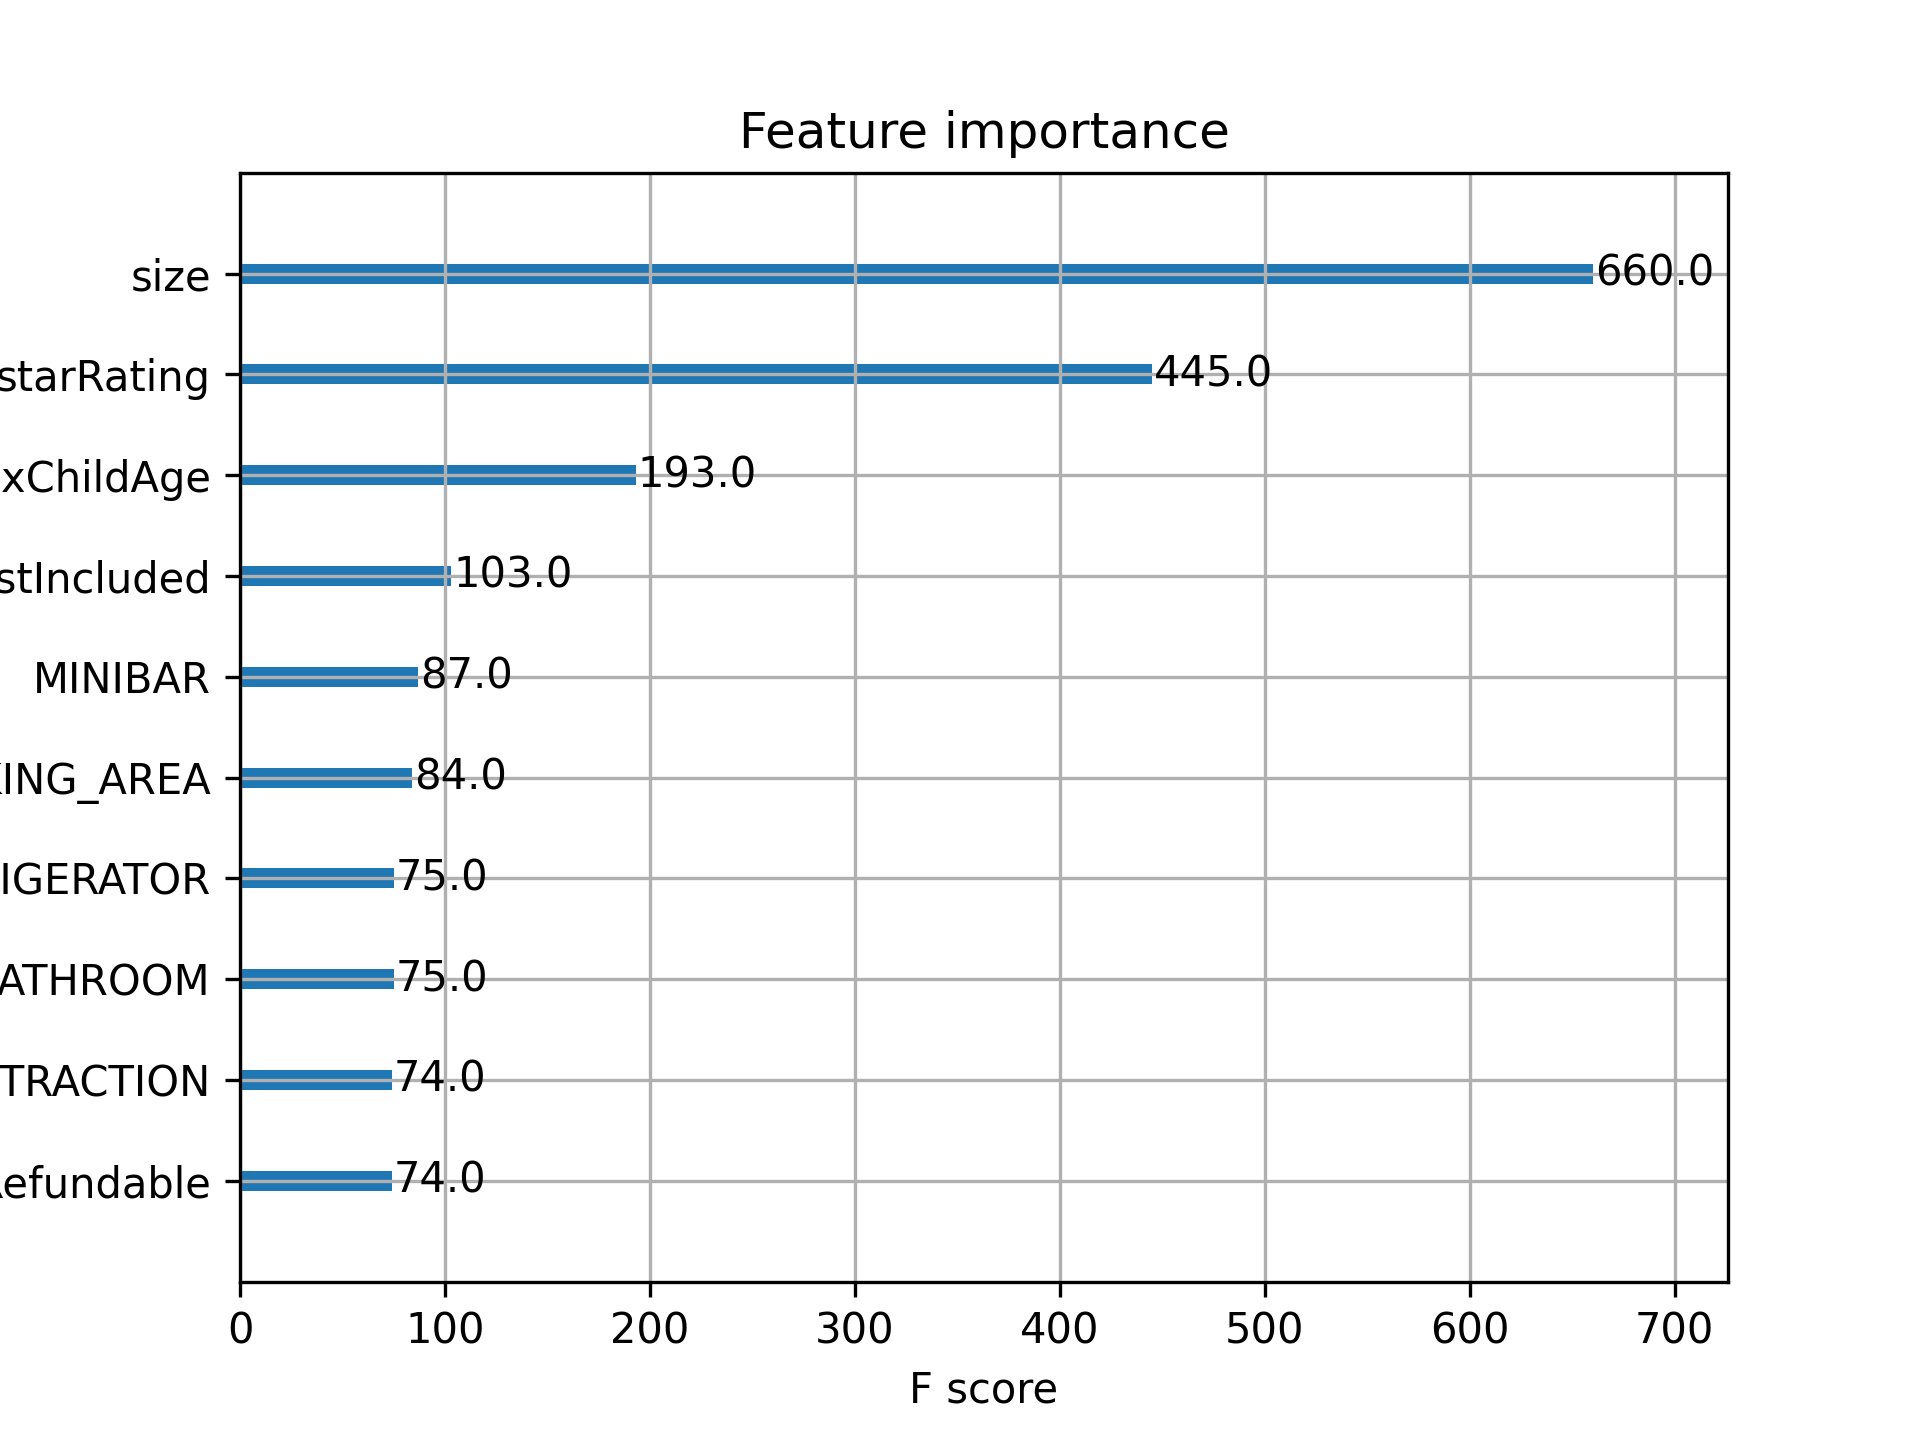 Feature importance
size 660.0
starRating 445.0
xChildAge 193.0
stIncluded 103.0
MINIBAR 87.0
KING_AREA 84.0
IGERATOR 75.0
ATHROOM 75.0
TRACTION 74.0
efundable 74.0
0 100 200 300 400 500 600 700
F score